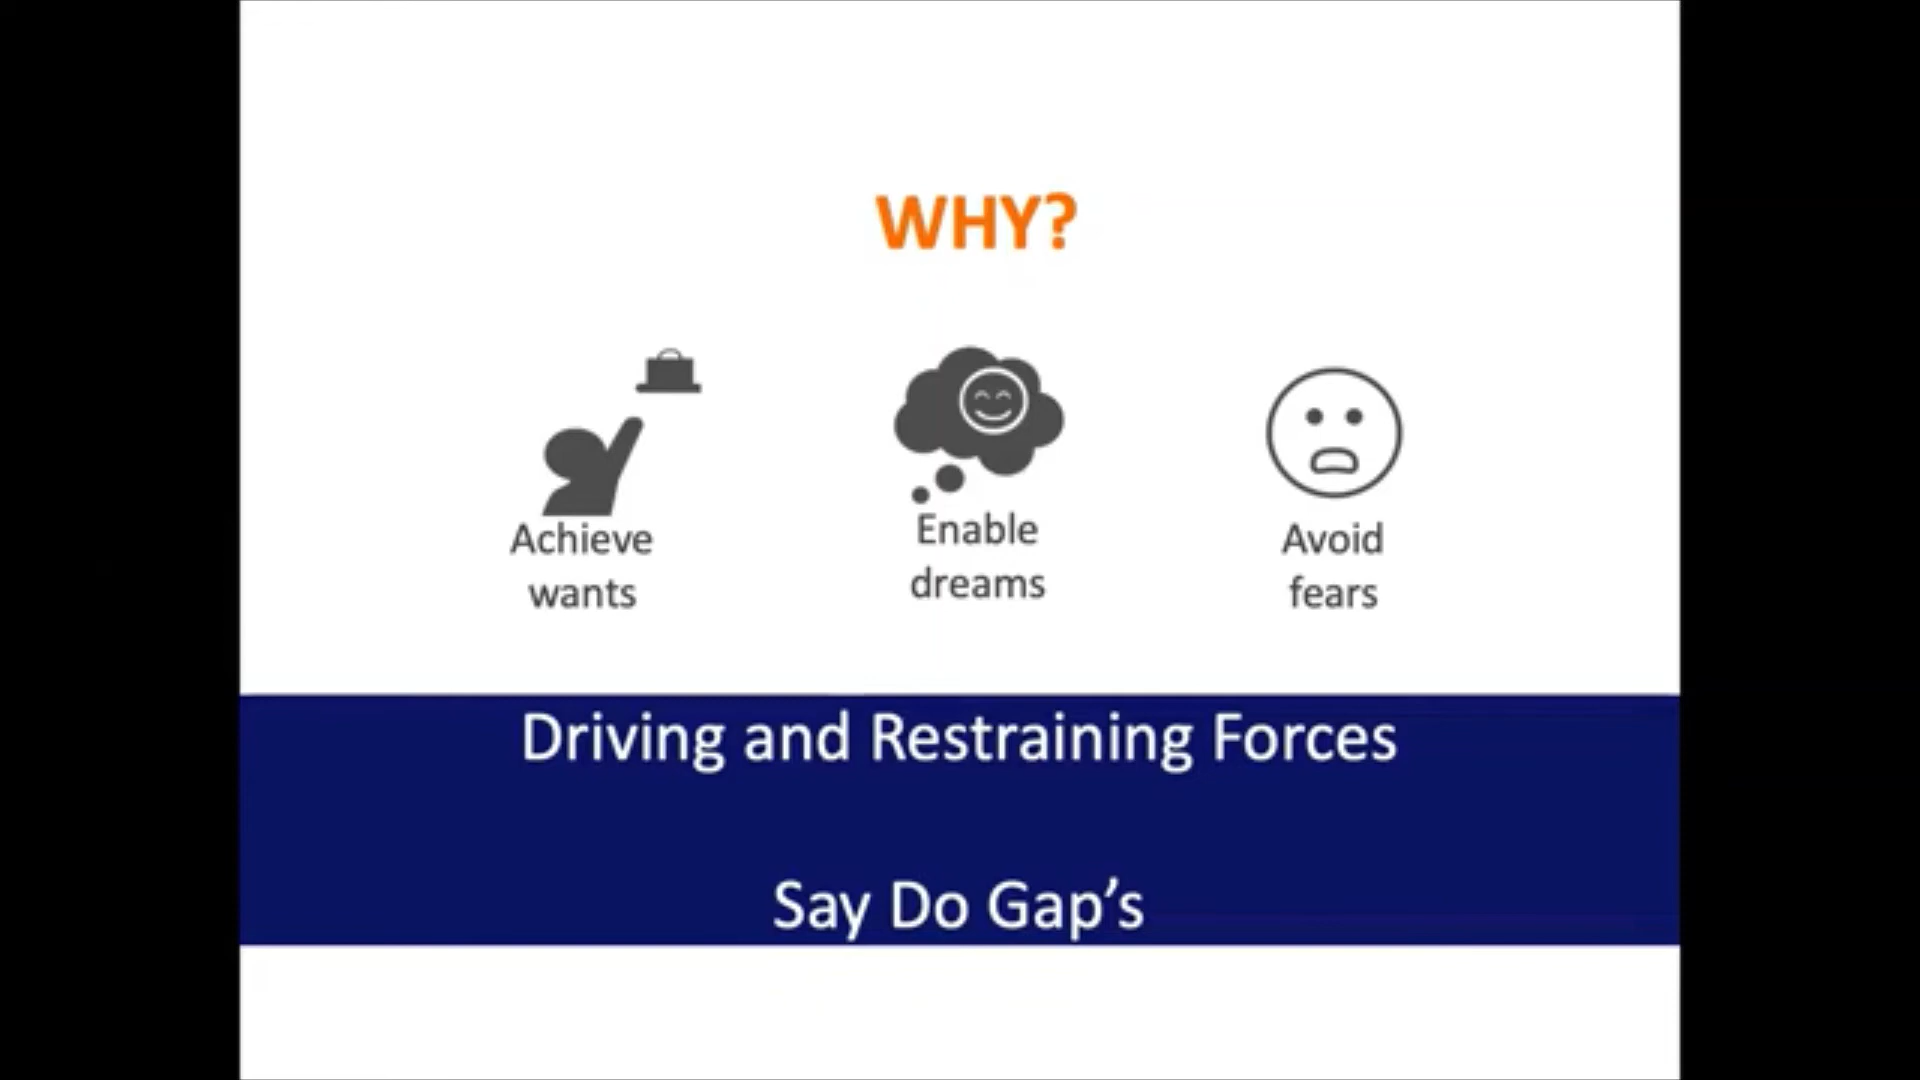 WHY?
Achieve
wants
Enable
dreams
Avoid
fears
Driving and Restraining Forces
Say Do Gap’s